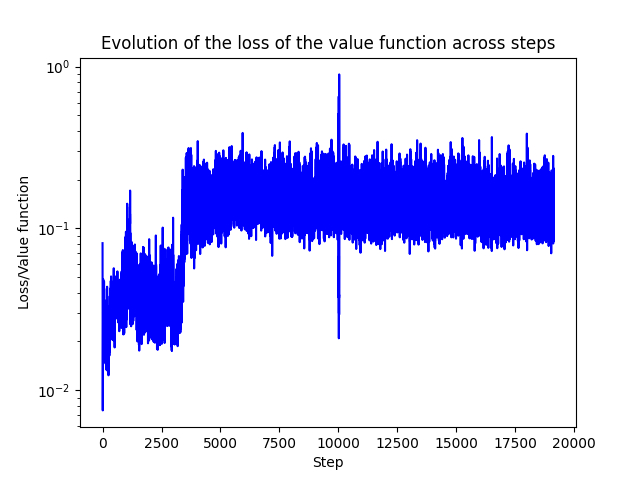 Evolution of the loss of the value function across steps
10⁰
10⁻¹
10⁻²
Loss/Value function
0 2500 5000 7500 10000 12500 15000 17500 20000
Step